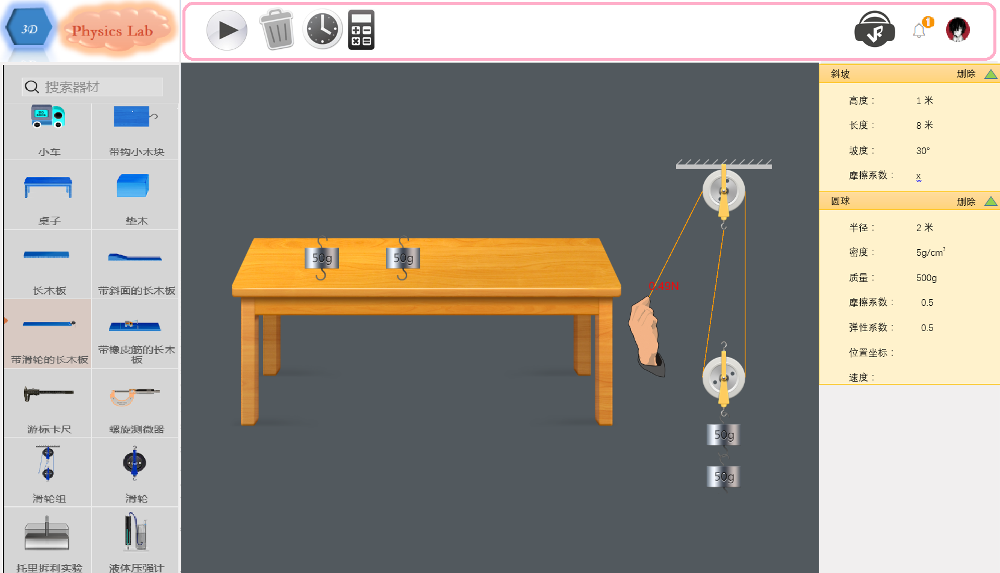 3D
Physics Lab
VR
1
搜索器材
小车
带钩小木块
桌子
垫木
长木板
带斜面的长木板
带滑轮的长木板
带橡皮筋的长木
板
游标卡尺
螺旋测微器
滑轮组
滑轮
托里拆利实验
液体压强计
50g
50g
0.49N
50g
50g
斜坡 删除
高度： 1 米
长度： 8 米
坡度： 30°
摩擦系数： x
圆球 删除
半径： 2 米
密度： 5g/cm³
质量： 500g
摩擦系数： 0.5
弹性系数： 0.5
位置坐标：
速度：